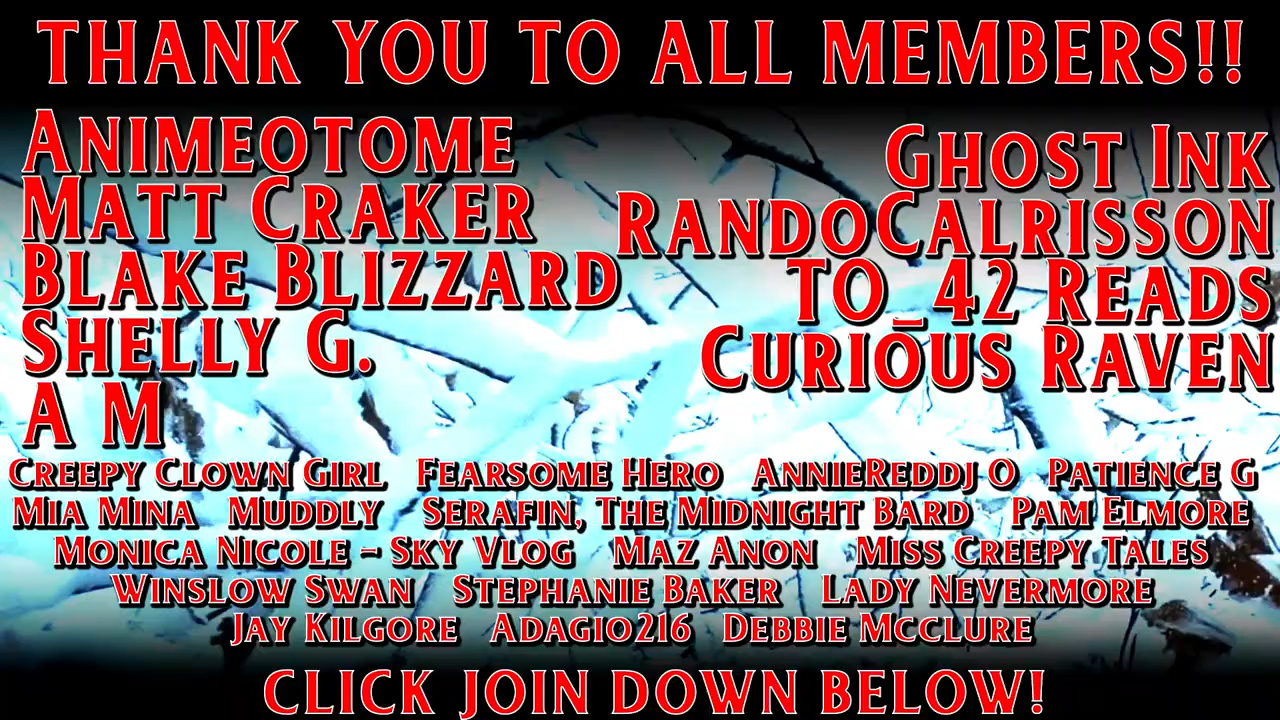 THANK YOU TO ALL MEMBERS!!
ANIMEOTOME
MATT CRAKER
BLAKE BLIZZARD
SHELLY G.
A M
GHOST INK
RANDOCALRISSON
TO_42 READS
CURIOUS RAVEN
CREEPY CLOWN GIRL FEARSOME HERO ANNIEREDDJ O PATIENCE G
MIA MINA MUDDLY SERAFIN, THE MIDNIGHT BARD PAM ELMORE
MONICA NICOLE - SKY VLOG MAZ ANON MISS CREEPY TALES
WINSLOW SWAN STEPHANIE BAKER LADY NEVERMORE
JAY KILGORE ADAGIO216 DEBBIE MCCLURE
CLICK JOIN DOWN BELOW!